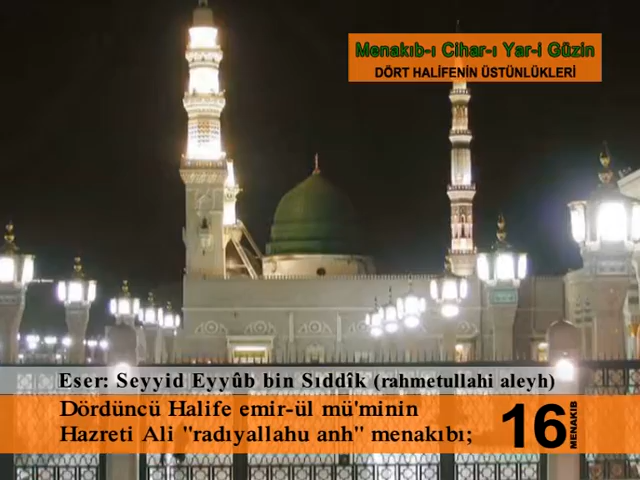 Menakıb-ı Cihar-ı Yar-i Güzin
DÖRT HALİFENİN ÜSTÜNLÜKLERİ
Eser: Seyyid Eyyûb bin Sıddîk (rahmetullahi aleyh)
Dördüncü Halife emir-ül mü'minin
Hazreti Ali "radıyallahu anh" menakıbı;
16
MENAKIB